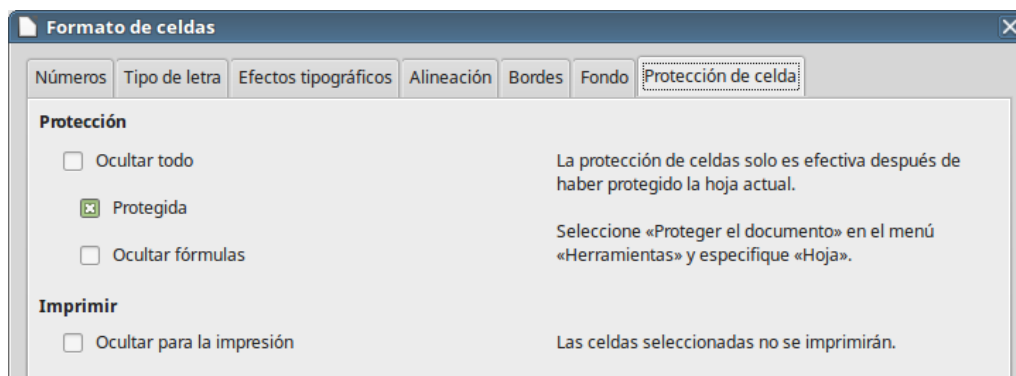 Formato de celdas
Números Tipo de letra Efectos tipográficos Alineación Bordes Fondo Protección de celda
Protección
Ocultar todo
La protección de celdas solo es efectiva después de
haber protegido la hoja actual.
Protegida
Seleccione «Proteger el documento» en el menú
«Herramientas» y especifique «Hoja».
Ocultar fórmulas
Imprimir
Ocultar para la impresión
Las celdas seleccionadas no se imprimirán.